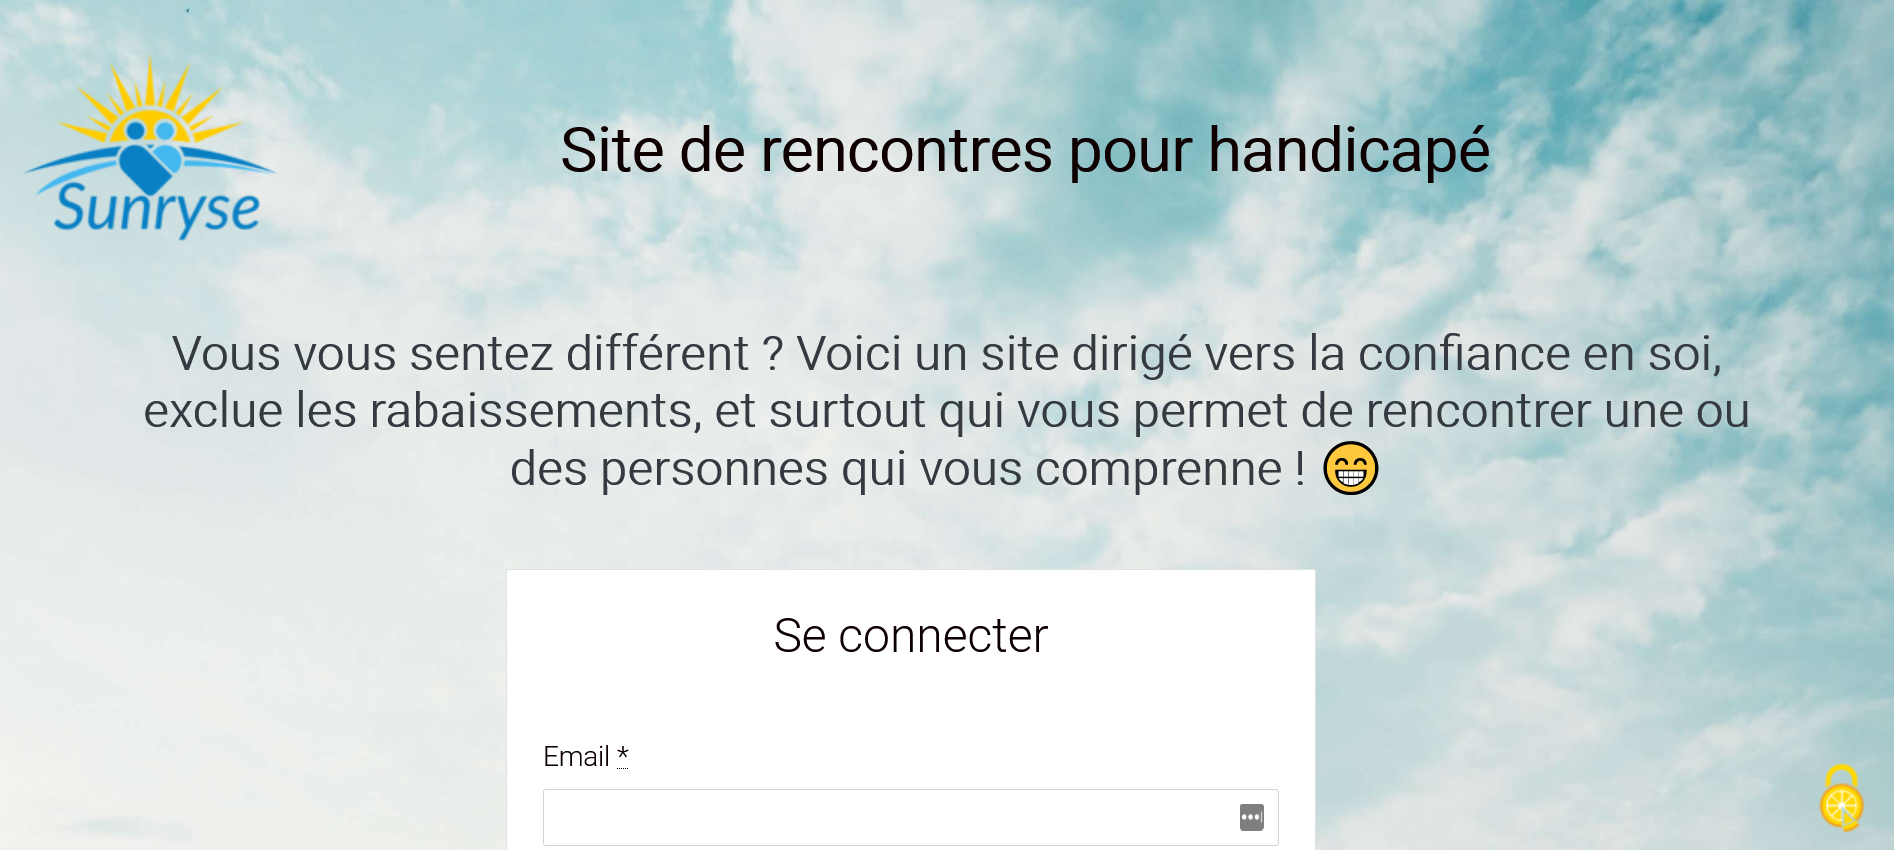 Sunryse
Site de rencontres pour handicapé
Vous vous sentez différent ? Voici un site dirigé vers la confiance en soi,
exclue les rabaissements, et surtout qui vous permet de rencontrer une ou
des personnes qui vous comprenne ! 😁
Se connecter
Email *